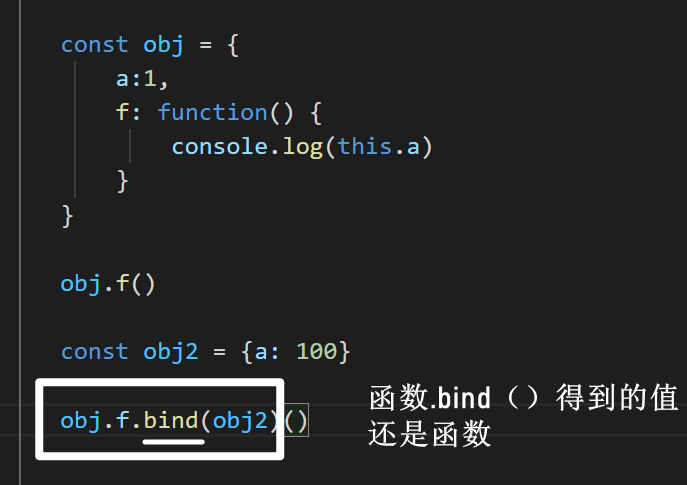 const obj = {
a:1,
f: function() {
console.log(this.a)
}
}
obj.f()
const obj2 = {a: 100}
obj.f.bind(obj2)()
函数.bind（）得到的值
还是函数